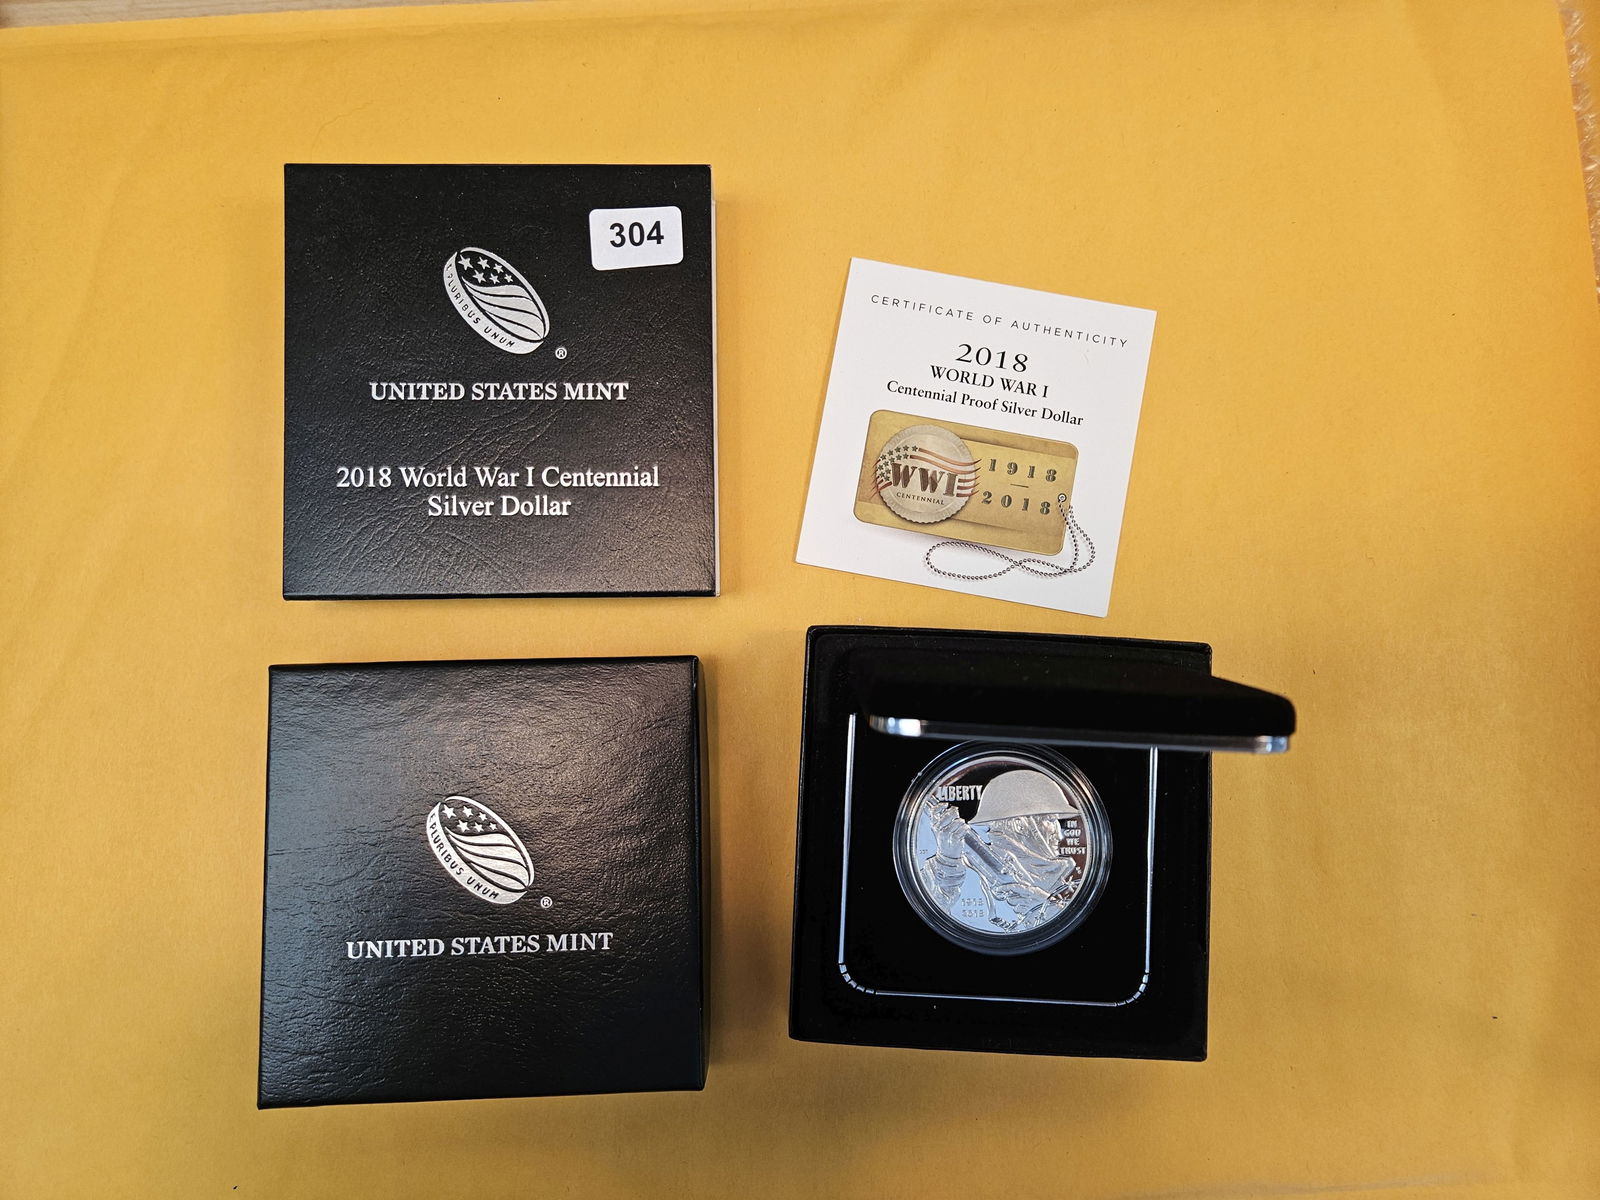 304
E PLURIBUS UNUM
®
UNITED STATES MINT
2018 World War I Centennial
Silver Dollar
CERTIFICATE OF AUTHENTICITY
2018
WORLD WAR I
Centennial Proof Silver Dollar
WWI
CENTENNIAL
1918
2018
E PLURIBUS UNUM
®
UNITED STATES MINT
LIBERTY
IN
GOD
WE
TRUST
1918
2018